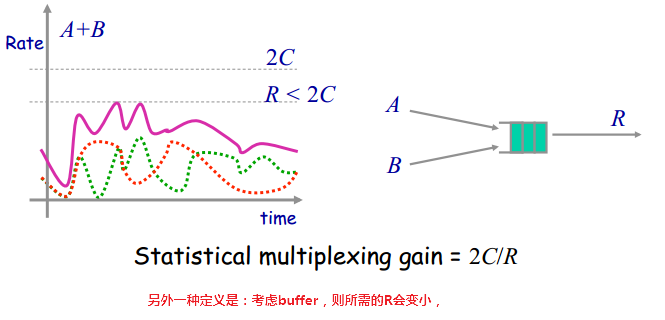 A+B
Rate
2C
R < 2C
A
B
R
time
Statistical multiplexing gain = 2C/R
另外一种定义是：考虑buffer，则所需的R会变小，